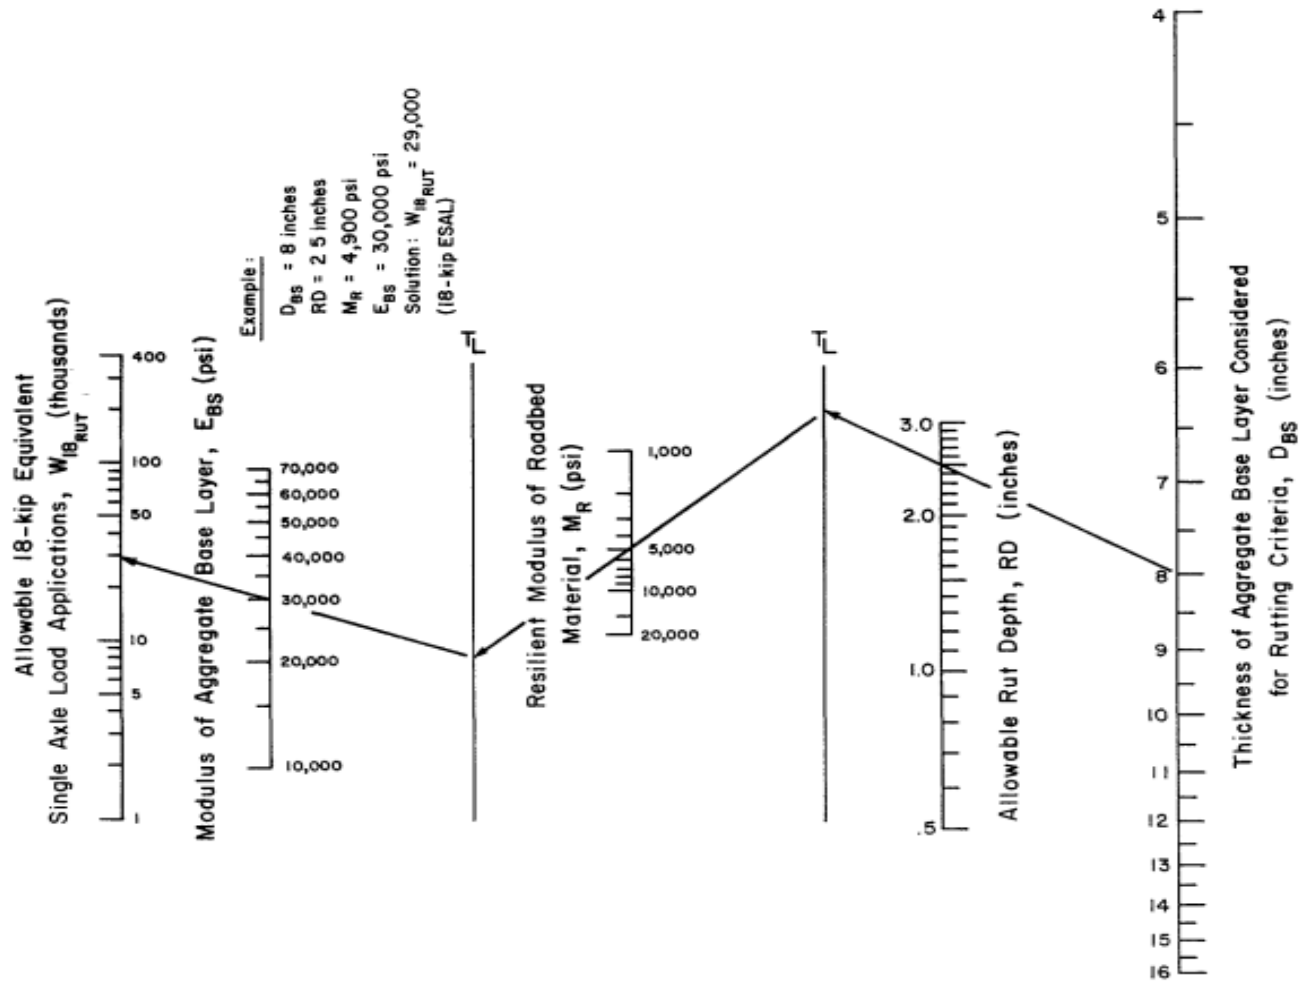 Allowable 18-kip Equivalent
Single Axle Load Applications, W18RUT (thousands)
400
100
50
10
5
1
Modulus of Aggregate Base Layer, EBS (psi)
70,000
60,000
50,000
40,000
30,000
20,000
10,000
Example:
DBS = 8 inches
RD = 2 5 inches
MR = 4,900 psi
EBS = 30,000 psi
Solution: W18RUT = 29,000
(18-kip ESAL)
TL
Resilient Modulus of Roadbed
Material, MR (psi)
1,000
5,000
10,000
20,000
TL
3.0
2.0
1.0
.5
Allowable Rut Depth, RD (inches)
4
5
6
7
8
9
10
11
12
13
14
15
16
Thickness of Aggregate Base Layer Considered
for Rutting Criteria, DBS (inches)